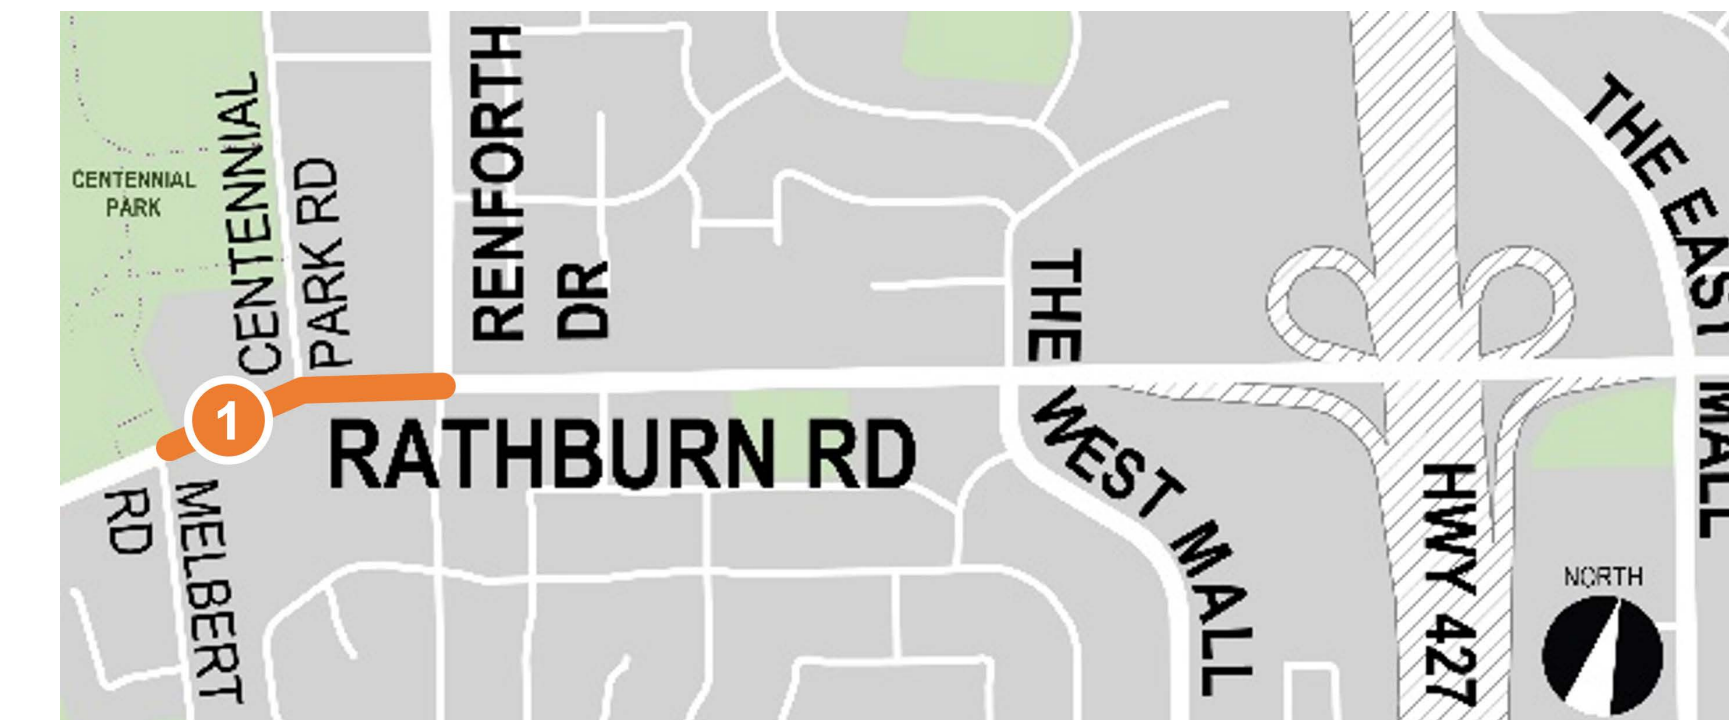 CENTENNIAL
PARK
CENTENNIAL
PARK RD
RENFORTH
DR
THE EAST MALL
THE WEST MALL
1
RATHBURN RD
MELBERT
RD
HWY 427
NORTH